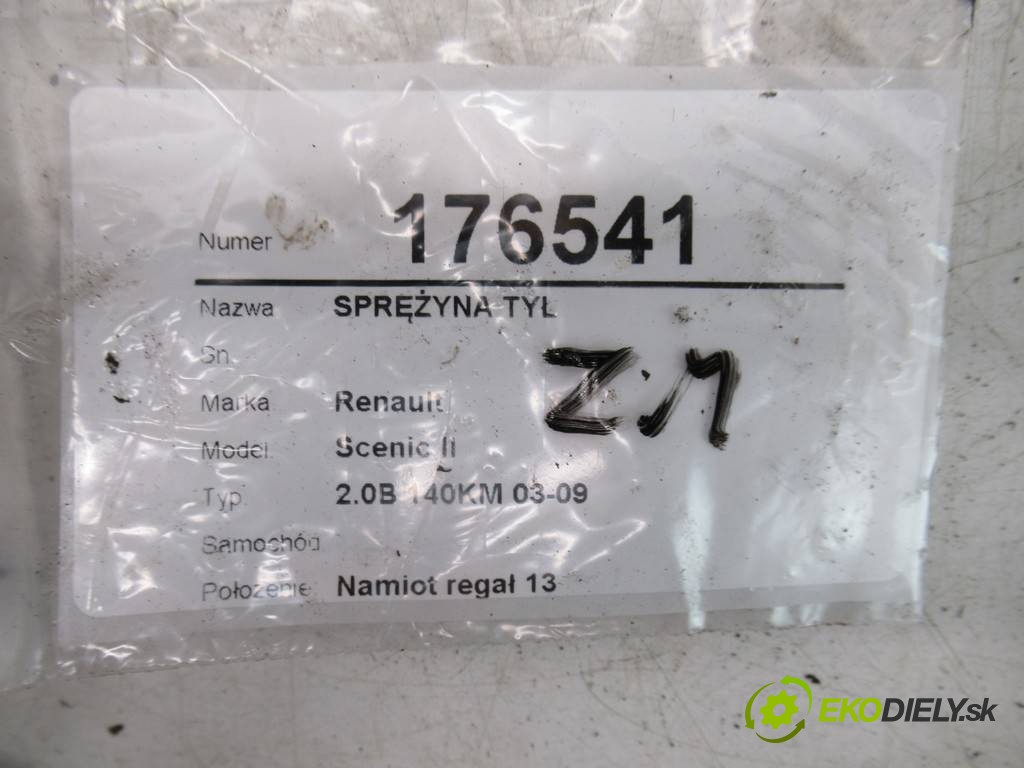 Numer 176541
Nazwa SPRĘŻYNA TYŁ
Sn.
Marka Renault
Model Scenic II
Typ 2.0B 140KM 03-09
Samochód
Położenie Namiot regał 13
Z.M
EKODIELY.sk